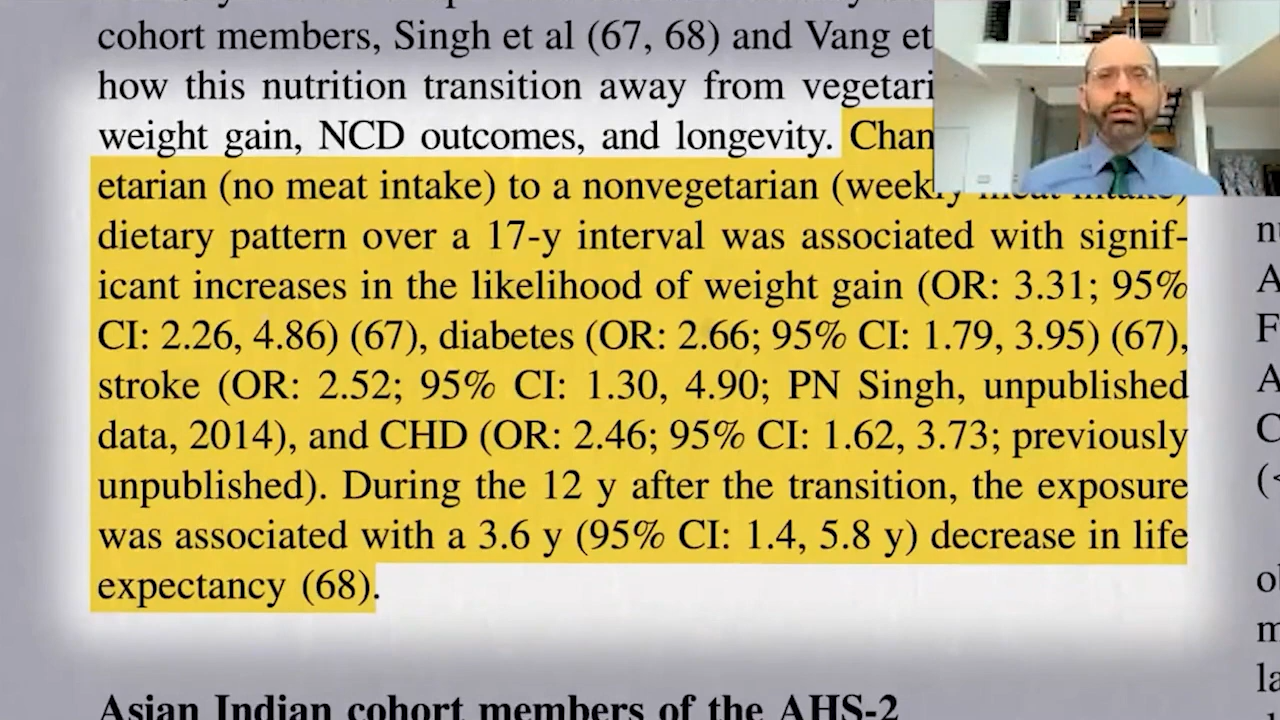 cohort members, Singh et al (67, 68) and Vang et
how this nutrition transition away from vegetari
weight gain, NCD outcomes, and longevity. Chan
etarian (no meat intake) to a nonvegetarian (weekly meat intake)
dietary pattern over a 17-y interval was associated with signif-
icant increases in the likelihood of weight gain (OR: 3.31; 95%
CI: 2.26, 4.86) (67), diabetes (OR: 2.66; 95% CI: 1.79, 3.95) (67),
stroke (OR: 2.52; 95% CI: 1.30, 4.90; PN Singh, unpublished
data, 2014), and CHD (OR: 2.46; 95% CI: 1.62, 3.73; previously
unpublished). During the 12 y after the transition, the exposure
was associated with a 3.6 y (95% CI: 1.4, 5.8 y) decrease in life
expectancy (68).
Asian Indian cohort members of the AHS-2